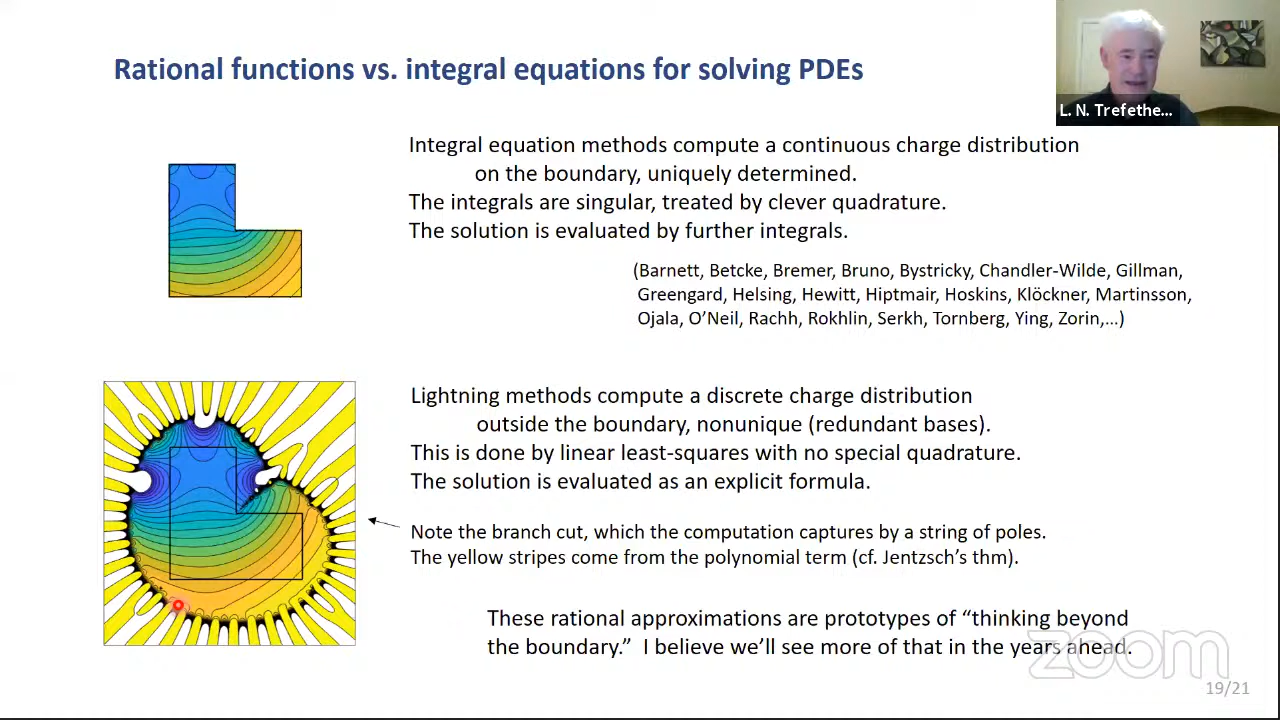 Rational functions vs. integral equations for solving PDEs
L. N. Trefethe...
Integral equation methods compute a continuous charge distribution
on the boundary, uniquely determined.
The integrals are singular, treated by clever quadrature.
The solution is evaluated by further integrals.
(Barnett, Betcke, Bremer, Bruno, Bystricky, Chandler-Wilde, Gillman,
Greengard, Helsing, Hewitt, Hiptmair, Hoskins, Klöckner, Martinsson,
Ojala, O’Neil, Rachh, Rokhlin, Serkh, Tornberg, Ying, Zorin,...)
Lightning methods compute a discrete charge distribution
outside the boundary, nonunique (redundant bases).
This is done by linear least-squares with no special quadrature.
The solution is evaluated as an explicit formula.
Note the branch cut, which the computation captures by a string of poles.
The yellow stripes come from the polynomial term (cf. Jentzsch’s thm).
These rational approximations are prototypes of “thinking beyond
the boundary.” I believe we’ll see more of that in the years ahead.
zoom
19/21